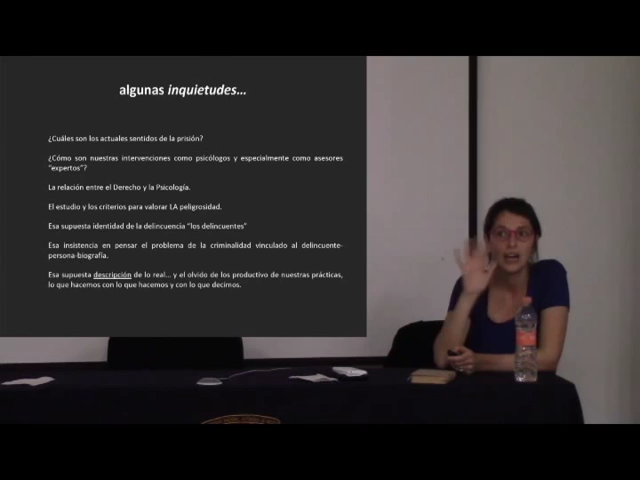 algunas inquietudes...
¿Cuáles son los actuales sentidos de la prisión?
¿Cómo son nuestras intervenciones como psicólogos y especialmente como asesores
"expertos"?
La relación entre el Derecho y la Psicología.
El estudio y los criterios para valorar LA peligrosidad.
Esa supuesta identidad de la delincuencia "los delincuentes"
Esa insistencia en pensar el problema de la criminalidad vinculado al delincuente-
persona-biografía.
Esa supuesta descripción de lo real... y el olvido de los productivo de nuestras prácticas,
lo que hacemos con lo que hacemos y con lo que decimos.